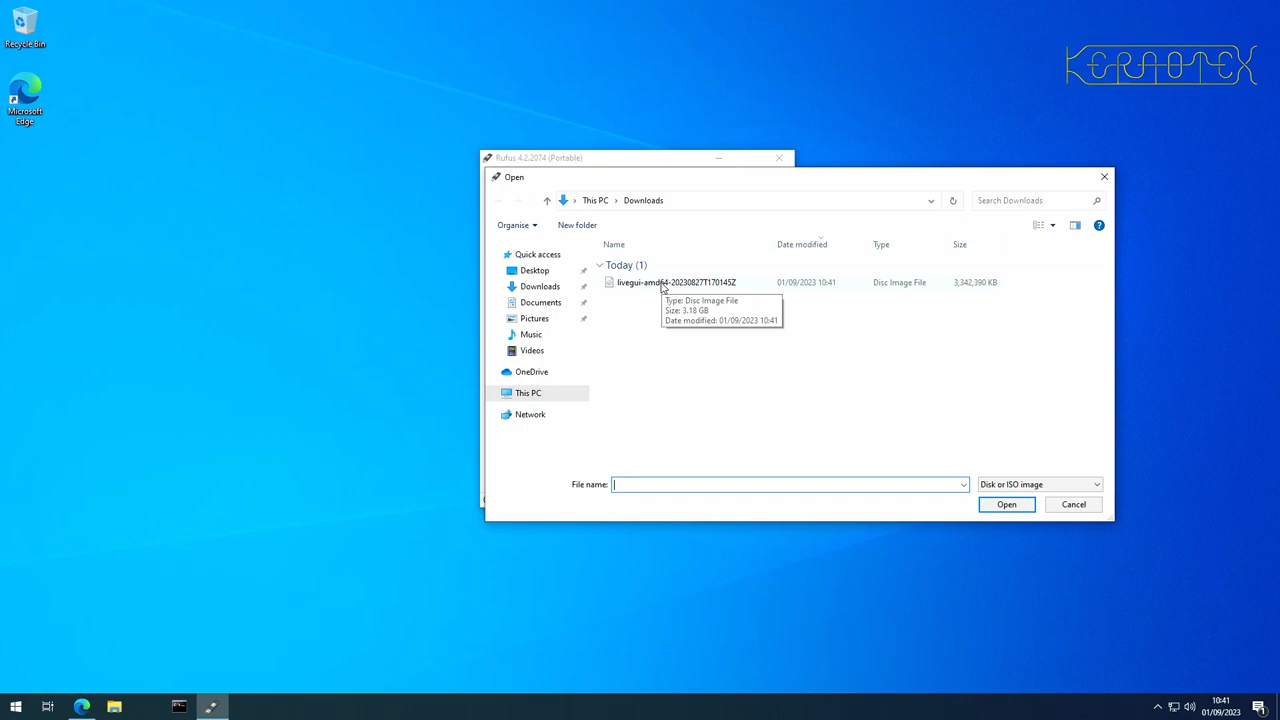 Recycle Bin
Microsoft
Edge
KERAOTEX
Rufus 4.2.2074 (Portable)
Open
This PC
Downloads
Search Downloads
Organise
New folder
Name
Date modified
Type
Size
Quick access
Desktop
Downloads
Documents
Pictures
Music
Videos
OneDrive
This PC
Network
Today (1)
livegui-amd64-20230827T170145Z
01/09/2023 10:41
Disc Image File
3,342,390 KB
Type: Disc Image File
Size: 3.18 GB
Date modified: 01/09/2023 10:41
File name:
Disk or ISO image
Open
Cancel
10:41
01/09/2023